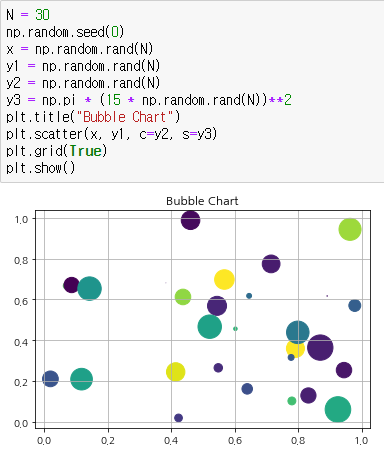 N = 30
np.random.seed(0)
x = np.random.rand(N)
y1 = np.random.rand(N)
y2 = np.random.rand(N)
y3 = np.pi * (15 * np.random.rand(N))**2
plt.title("Bubble Chart")
plt.scatter(x, y1, c=y2, s=y3)
plt.grid(True)
plt.show()
Bubble Chart
1,0
0,8
0,6
0,4
0,2
0,0
0,0 0,2 0,4 0,6 0,8 1,0